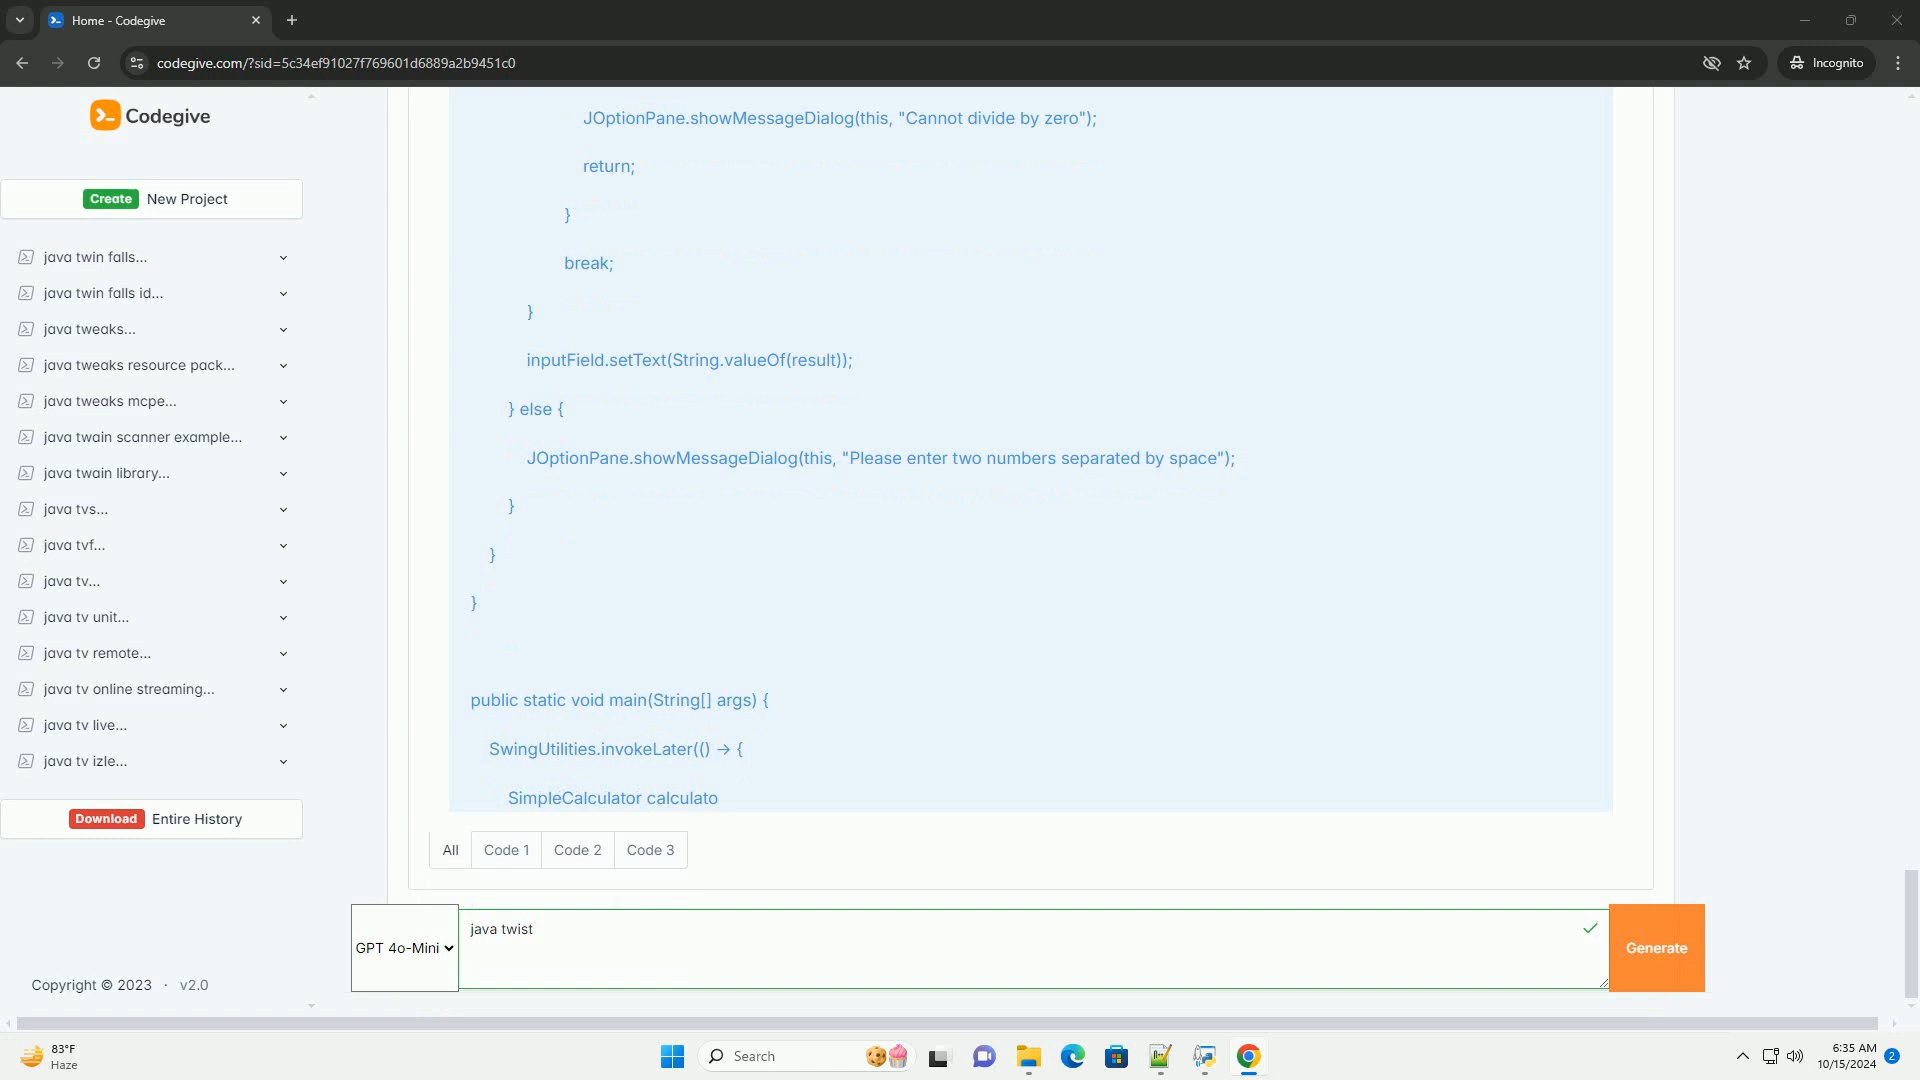 Home - Codegive
codegive.com/?sid=5c34ef91027f769601d6889a2b9451c0
Incognito
Codegive
Create New Project
java twin falls...
java twin falls id...
java tweaks...
java tweaks resource pack...
java tweaks mcpe...
java twain scanner example...
java twain library...
java tvs...
java tvf...
java tv...
java tv unit...
java tv remote...
java tv online streaming...
java tv live...
java tv izle...
Download Entire History
Copyright © 2023 · v2.0
JOptionPane.showMessageDialog(this, "Cannot divide by zero");
return;
}
break;
}
inputField.setText(String.valueOf(result));
} else {
JOptionPane.showMessageDialog(this, "Please enter two numbers separated by space");
}
}
}
public static void main(String[] args) {
SwingUtilities.invokeLater(() -> {
SimpleCalculator calculato
All Code 1 Code 2 Code 3
GPT 4o-Mini
java twist
Generate
83°F
Haze
Search
6:35 AM
10/15/2024
2